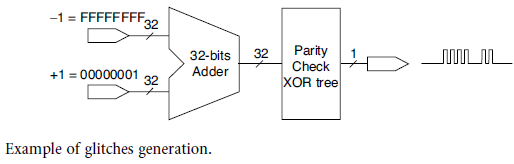 −1 = FFFFFFFF
32
+1 = 00000001
32
32-bits
Adder
32
Parity
Check
XOR tree
1
Example of glitches generation.